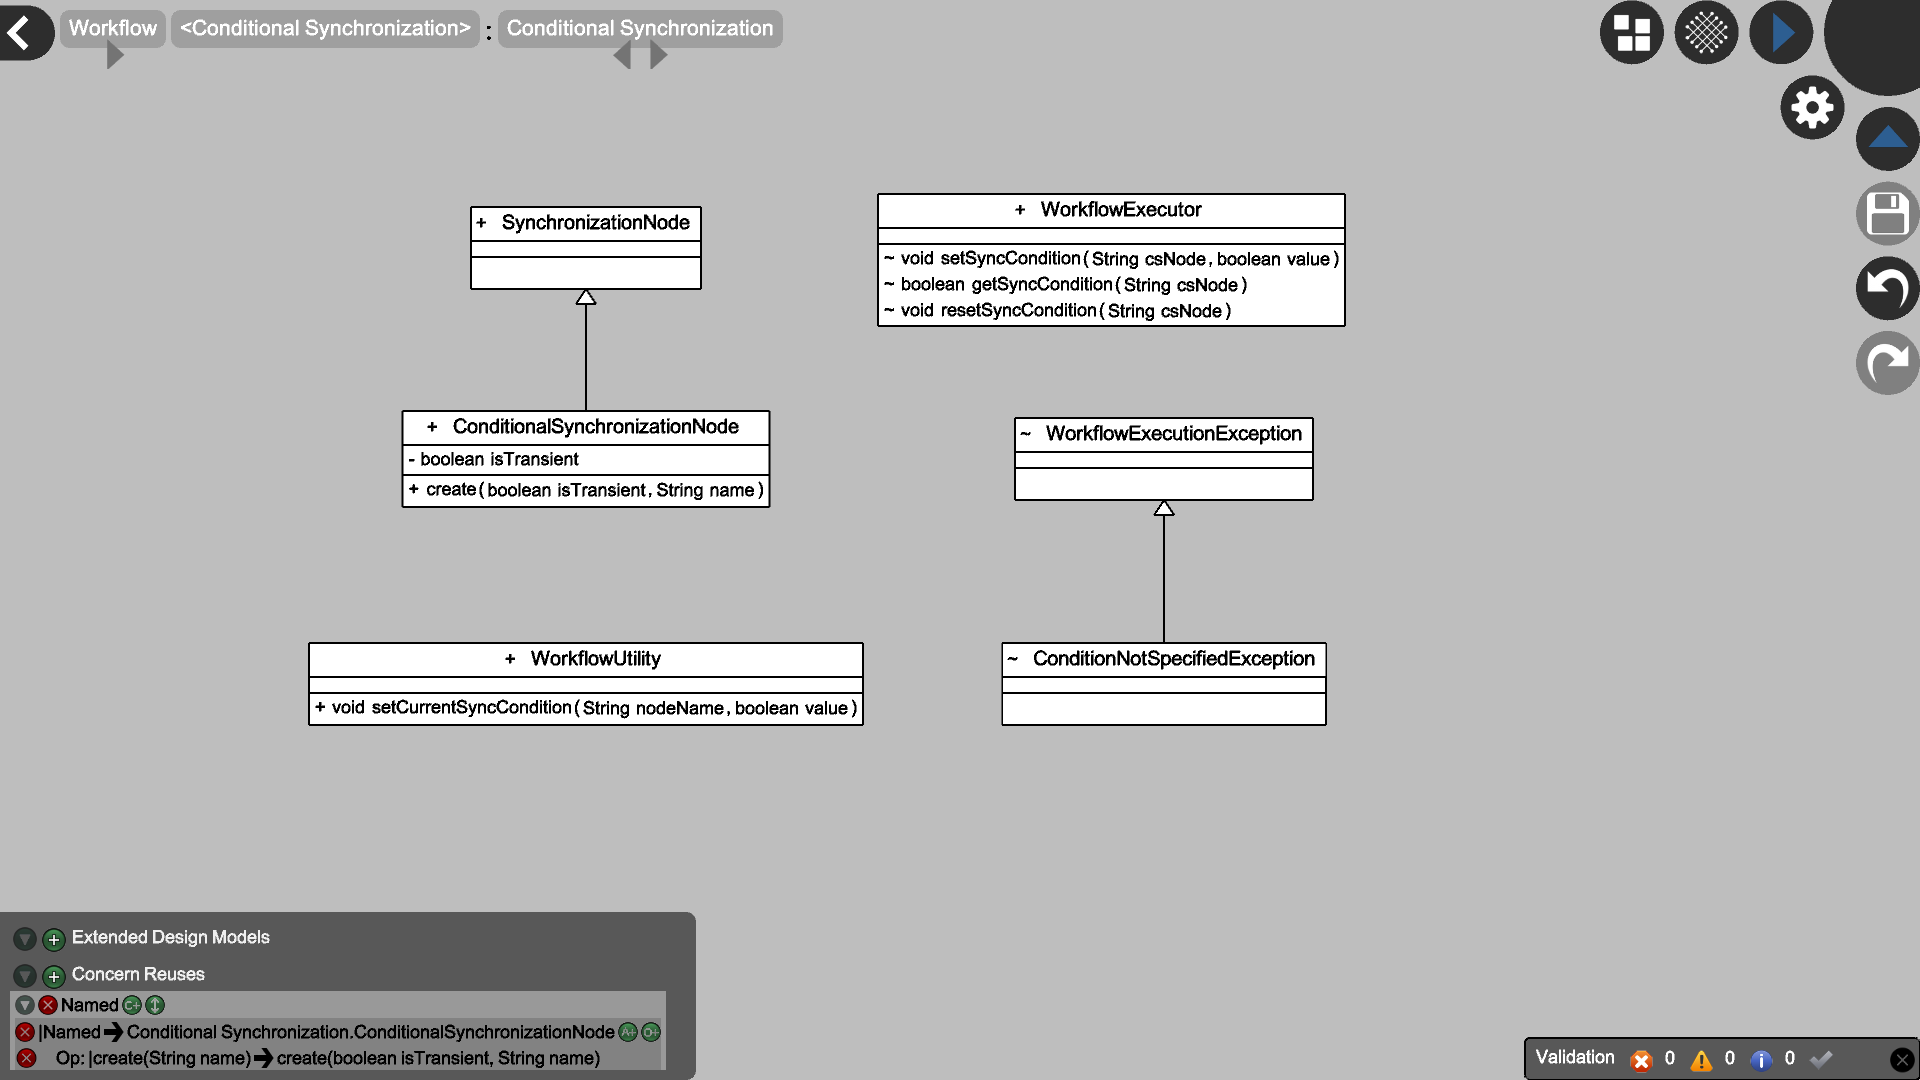 Workflow <Conditional Synchronization> : Conditional Synchronization
+ SynchronizationNode
+ WorkflowExecutor
~ void setSyncCondition(String csNode, boolean value)
~ boolean getSyncCondition(String csNode)
~ void resetSyncCondition(String csNode)
+ ConditionalSynchronizationNode
- boolean isTransient
+ create(boolean isTransient, String name)
~ WorkflowExecutionException
+ WorkflowUtility
+ void setCurrentSyncCondition(String nodeName, boolean value)
~ ConditionNotSpecifiedException
Extended Design Models
Concern Reuses
Named C+
|Named→Conditional Synchronization.ConditionalSynchronizationNode A+ O+
Op: |create(String name)→create(boolean isTransient, String name)
Validation 0 0 0